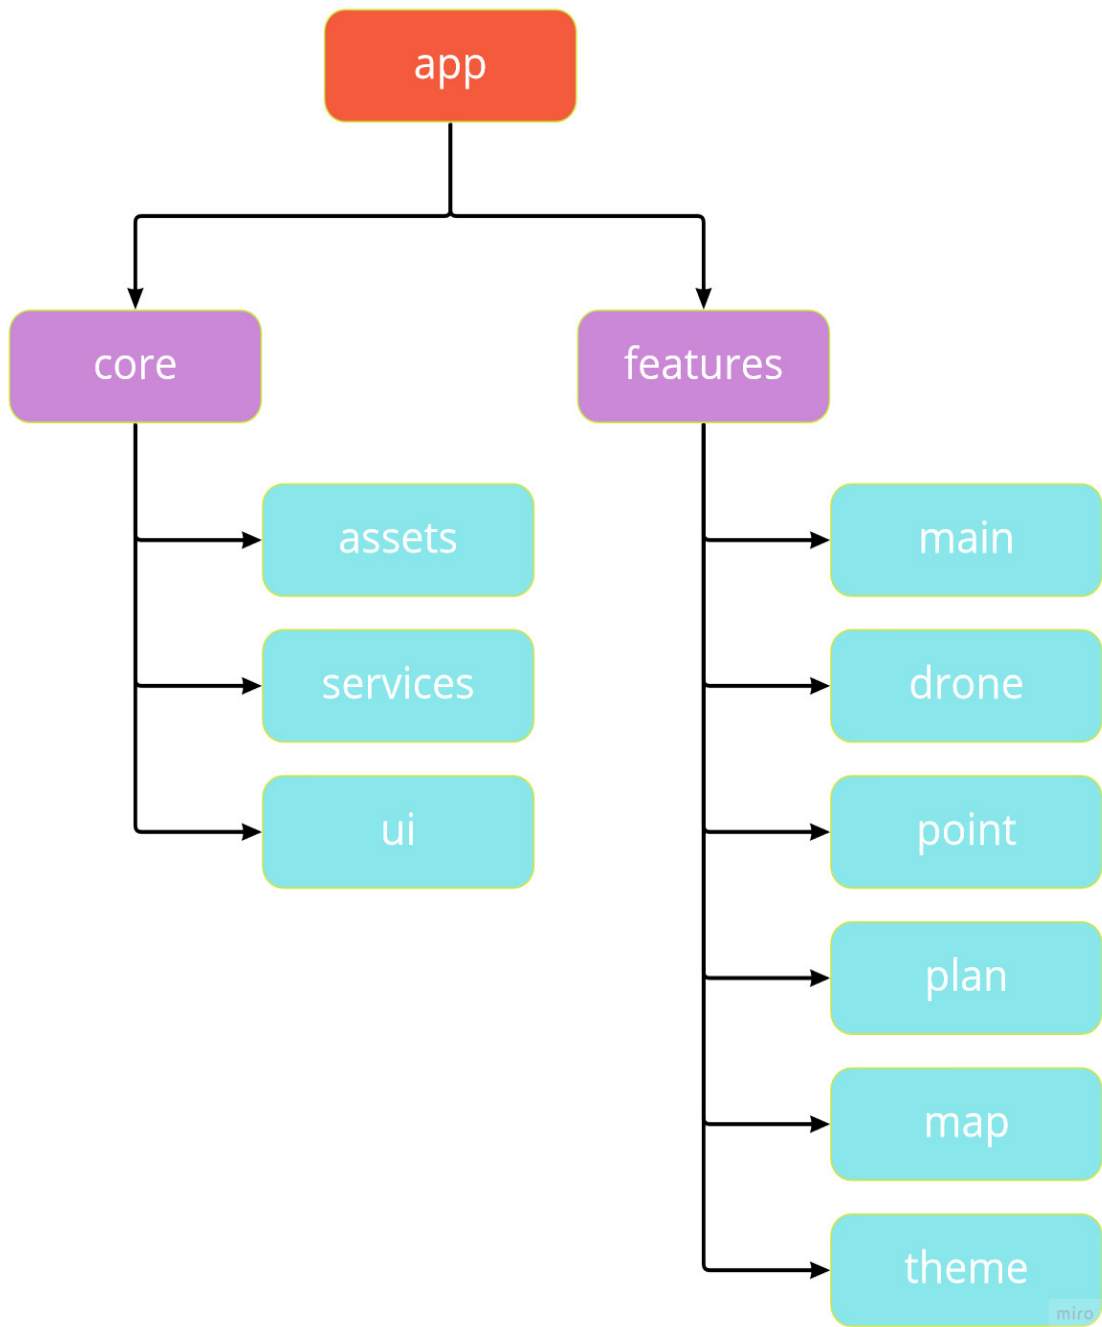 app
core
features
assets
main
services
drone
ui
point
plan
map
theme
miro